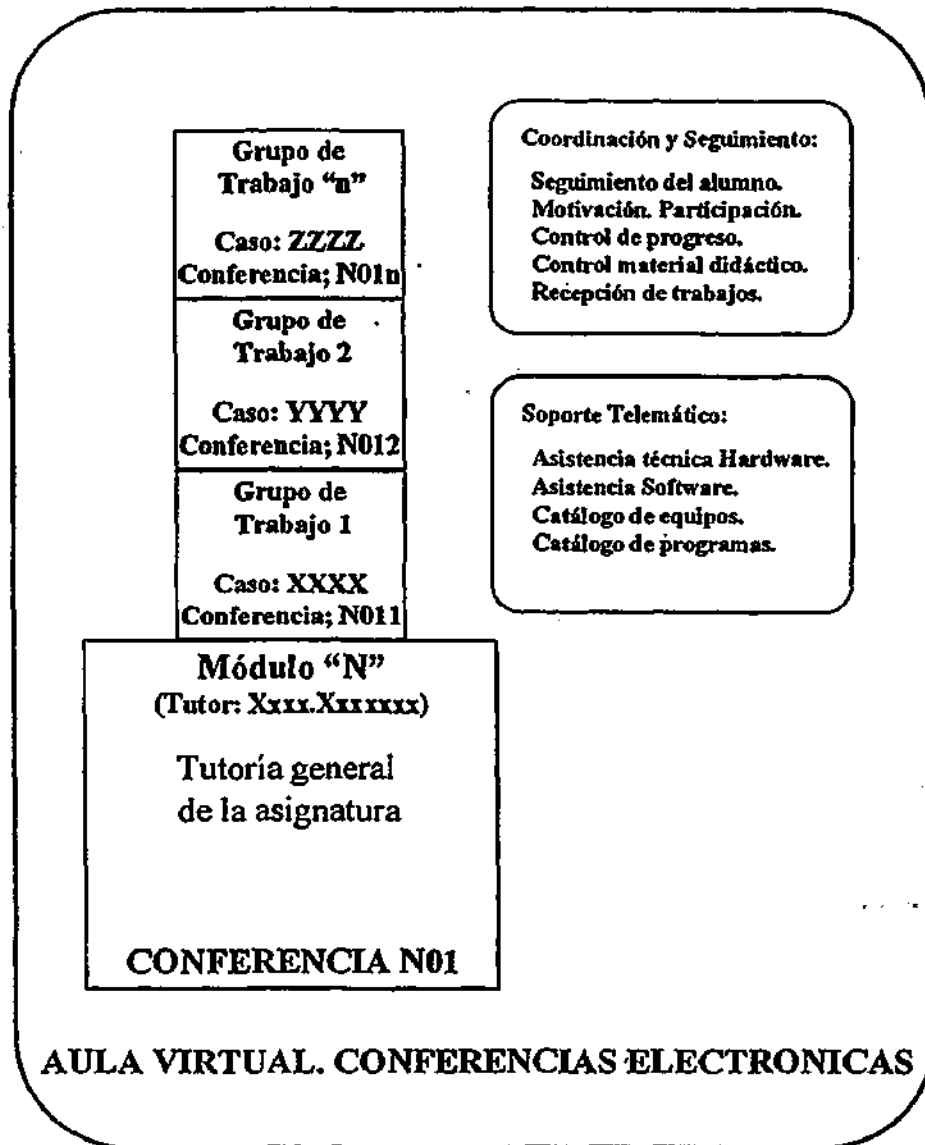 Grupo de
Trabajo "n"
Caso: ZZZZ
Conferencia; N01n
Grupo de
Trabajo 2
Caso: YYYY
Conferencia; N012
Grupo de
Trabajo 1
Caso: XXXX
Conferencia; N011
Módulo “N”
(Tutor: Xxxx.Xxxxxxx)
Tutoría general
de la asignatura
CONFERENCIA N01
Coordinación y Seguimiento:
Seguimiento del alumno.
Motivación. Participación.
Control de progreso.
Control material didáctico.
Recepción de trabajos.
Soporte Telemático:
Asistencia técnica Hardware.
Asistencia Software.
Catálogo de equipos.
Catálogo de programas.
AULA VIRTUAL. CONFERENCIAS ELECTRONICAS